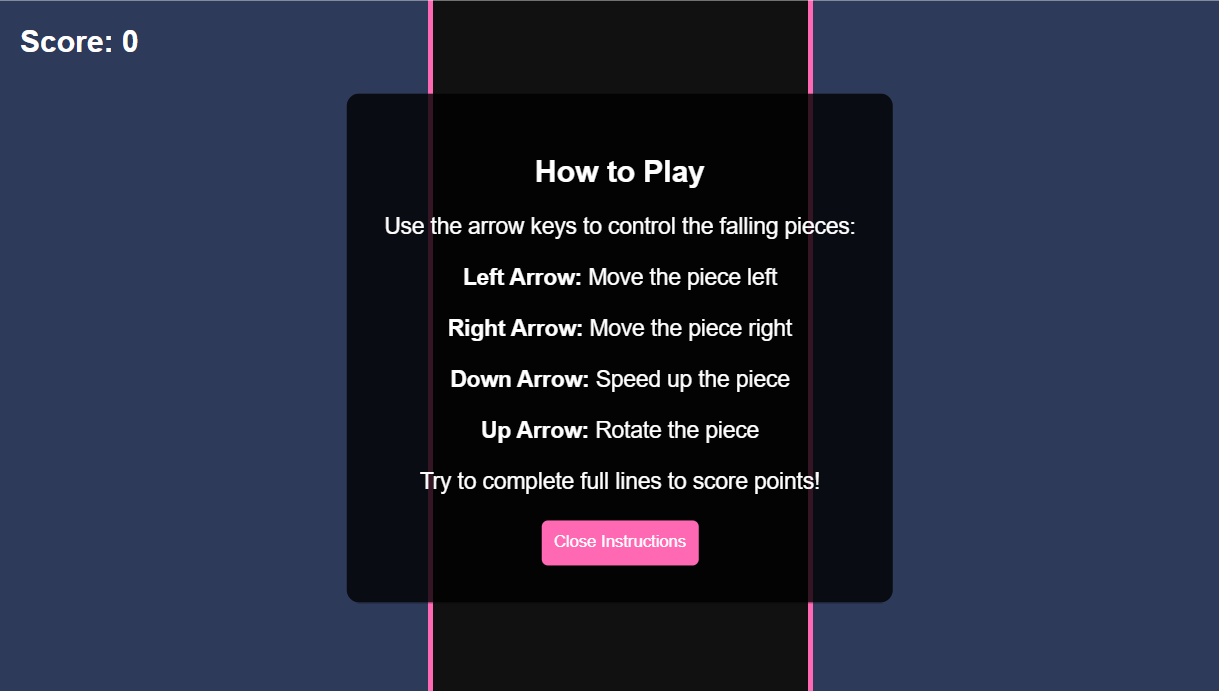 Score: 0
How to Play
Use the arrow keys to control the falling pieces:
Left Arrow: Move the piece left
Right Arrow: Move the piece right
Down Arrow: Speed up the piece
Up Arrow: Rotate the piece
Try to complete full lines to score points!
Close Instructions